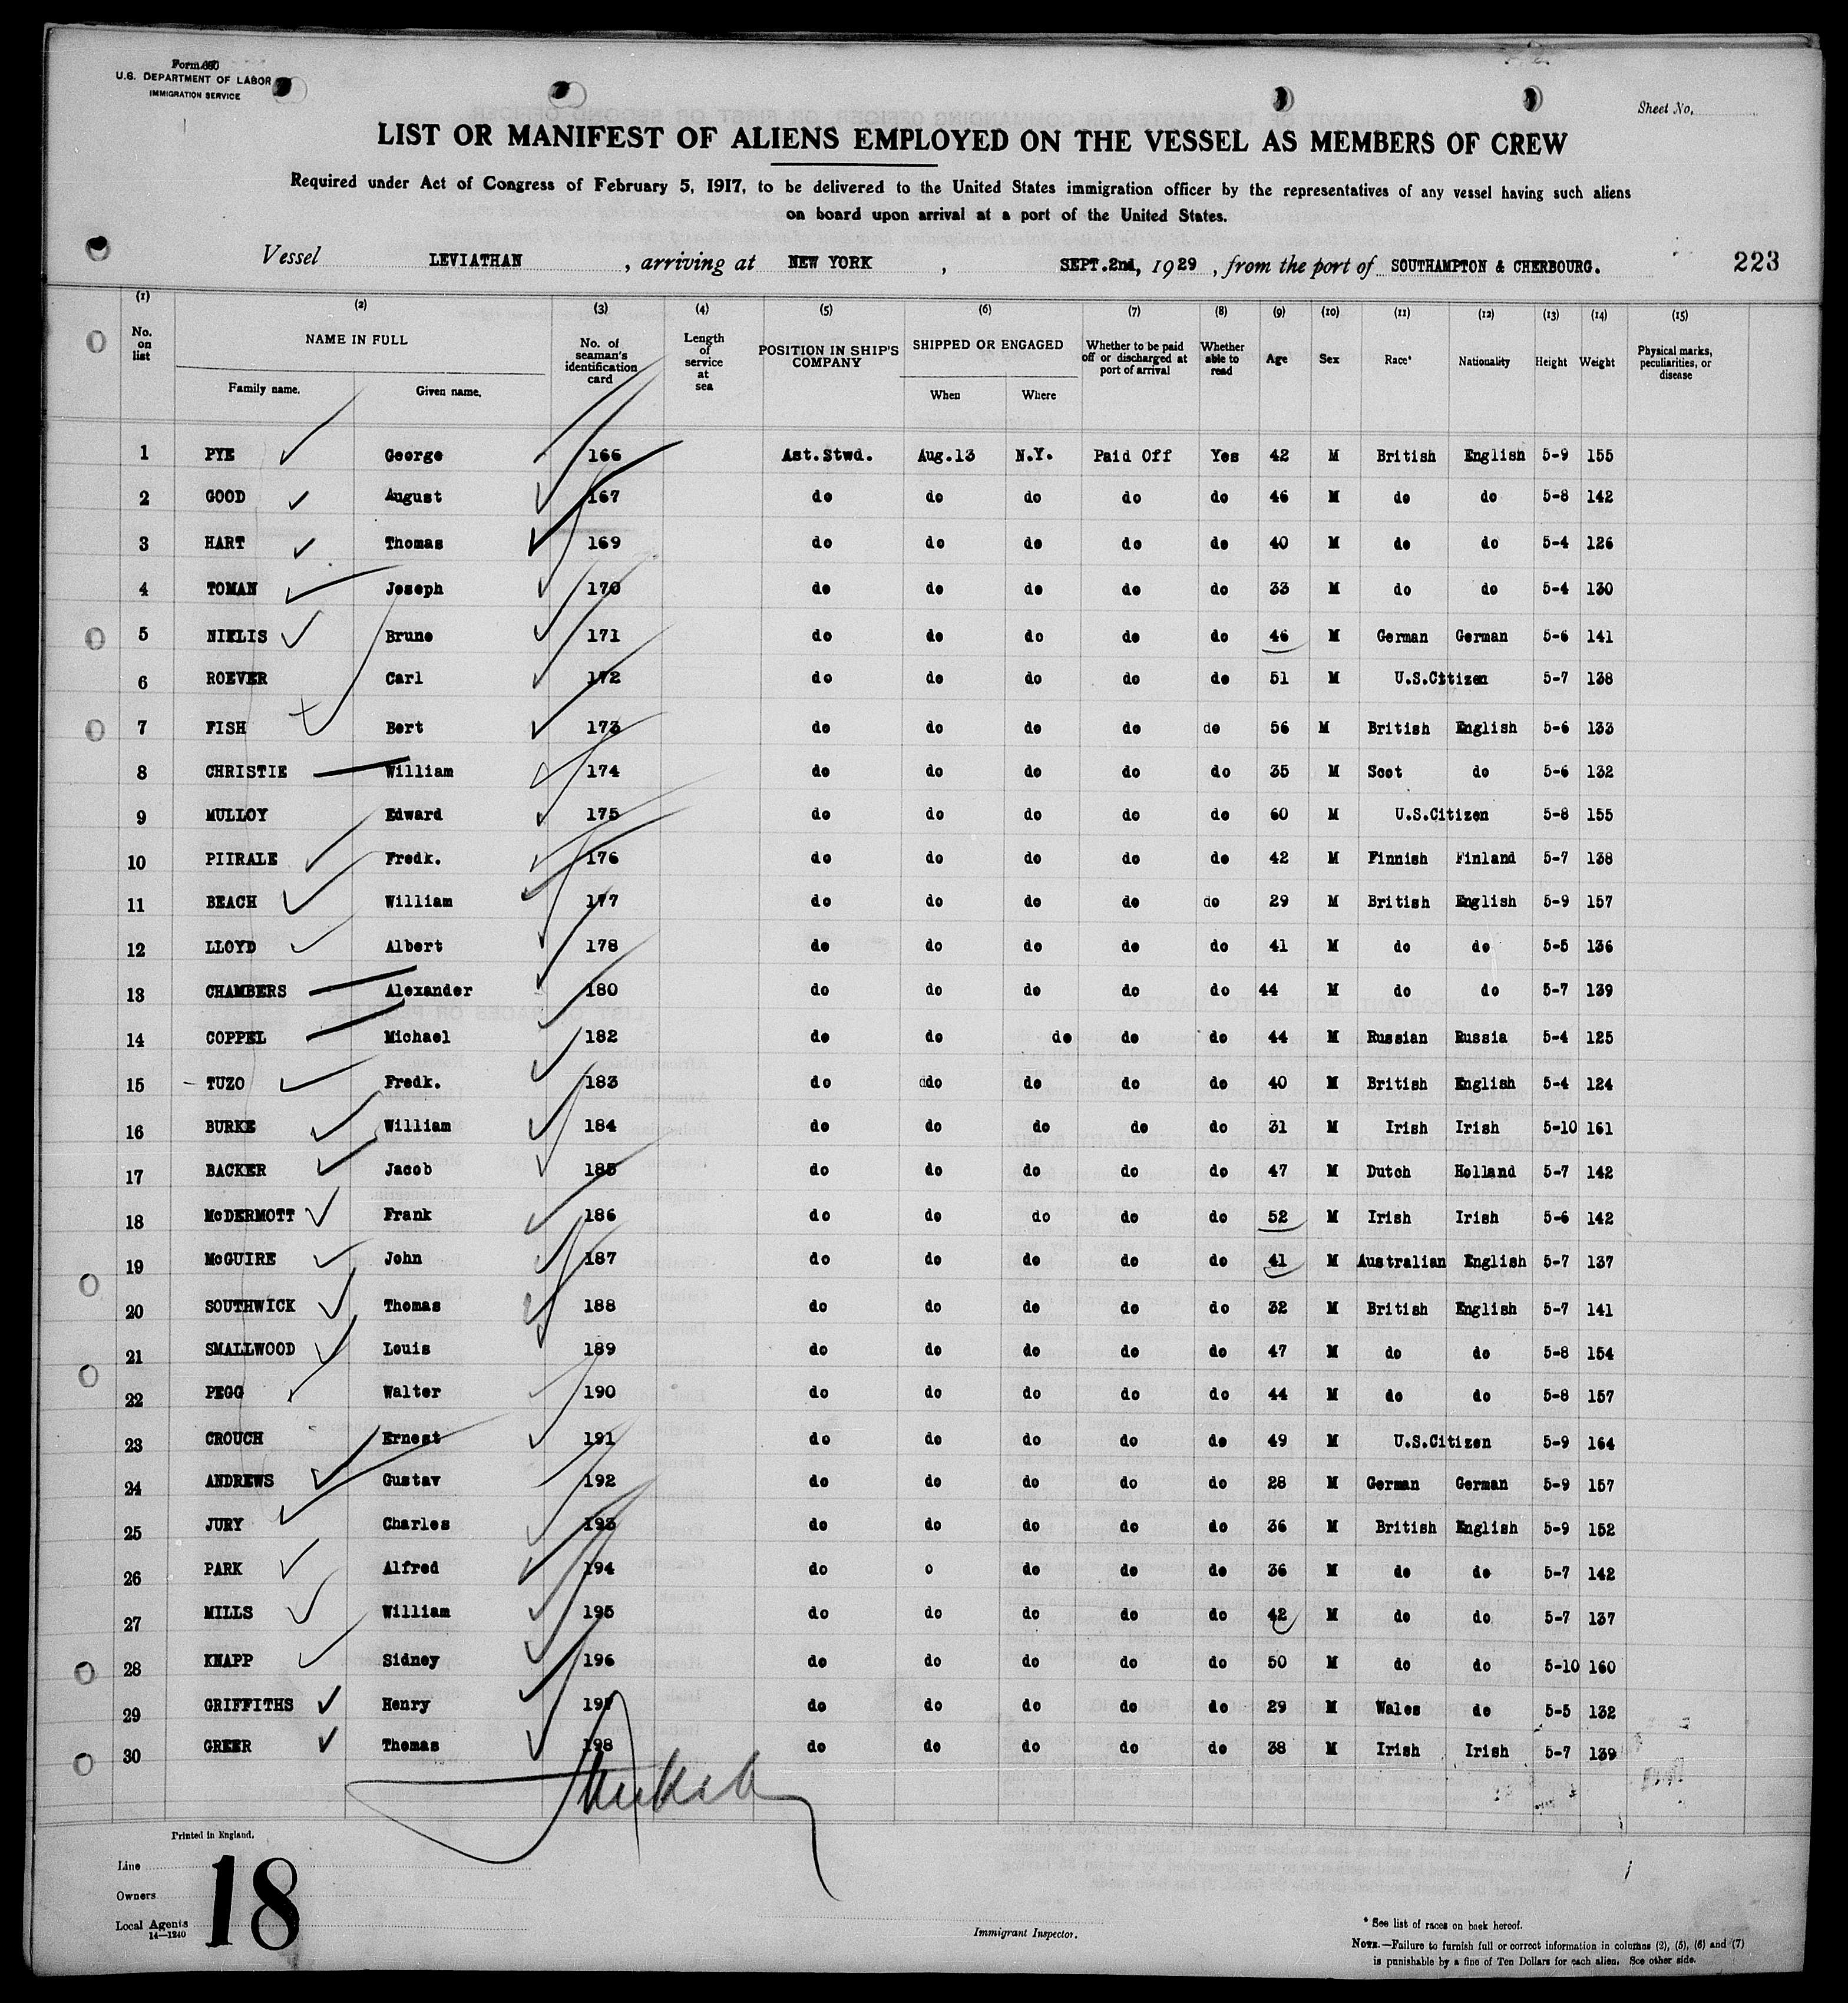 Form 680
U.S. DEPARTMENT OF LABOR
IMMIGRATION SERVICE
Sheet No.
LIST OR MANIFEST OF ALIENS EMPLOYED ON THE VESSEL AS MEMBERS OF CREW
Required under Act of Congress of February 5, 1917, to be delivered to the United States immigration officer by the representatives of any vessel having such aliens
on board upon arrival at a port of the United States.
Vessel LEVIATHAN, arriving at NEW YORK, SEPT.2nd, 1929, from the port of SOUTHAMPTON & CHERBOURG. 223
(1) (2) (3) (4) (5) (6) (7) (8) (9) (10) (11) (12) (13) (14) (15)
No. on list NAME IN FULL No. of seaman's identification card Length of service at sea POSITION IN SHIP'S COMPANY SHIPPED OR ENGAGED Whether to be paid off or discharged at port of arrival Whether able to read Age Sex Race* Nationality Height Weight Physical marks, peculiarities, or disease
Family name. Given name. When Where
1 PYE George 166 Ast.Stwd. Aug.13 N.Y. Paid Off Yes 42 M British English 5-9 155
2 GOOD August 167 do do do do do 46 M do do 5-8 142
3 HART Thomas 169 do do do do do 40 M do do 5-4 126
4 TOMAN Joseph 170 do do do do do 33 M do do 5-4 130
5 NIELIS Bruno 171 do do do do do 46 M German German 5-6 141
6 ROEVER Carl 172 do do do do do 51 M U.S.Citizen 5-7 138
7 FISH Bert 173 do do do do do 56 M British English 5-6 133
8 CHRISTIE William 174 do do do do do 35 M Scot do 5-6 132
9 MULLOY Edward 175 do do do do do 60 M U.S.Citizen 5-8 155
10 PIIRALE Fredk. 176 do do do do do 42 M Finnish Finland 5-7 138
11 BEACH William 177 do do do do do 29 M British English 5-9 157
12 LLOYD Albert 178 do do do do do 41 M do do 5-5 136
13 CHAMBERS Alexander 180 do do do do do 44 M do do 5-7 139
14 COPPEL Michael 182 do do do do do 44 M Russian Russia 5-4 125
15 TUZO Fredk. 183 do ddo do do do 40 M British English 5-4 124
16 BURKE William 184 do do do do do 31 M Irish Irish 5-10 161
17 BACKER Jacob 185 do do do do do 47 M Dutch Holland 5-7 142
18 McDERMOTT Frank 186 do do do do do 52 M Irish Irish 5-6 142
19 McGUIRE John 187 do do do do do 41 M Australian English 5-7 137
20 SOUTHWICK Thomas 188 do do do do do 32 M British English 5-7 141
21 SMALLWOOD Louis 189 do do do do do 47 M do do 5-8 154
22 PEGG Walter 190 do do do do do 44 M do do 5-8 157
23 CROUCH Ernest 191 do do do do do 49 M U.S.Citizen 5-9 164
24 ANDREWS Gustav 192 do do do do do 28 M German German 5-9 157
25 JURY Charles 193 do do do do do 36 M British English 5-9 152
26 PARK Alfred 194 do o do do do 36 M do do 5-7 142
27 MILLS William 195 do do do do do 42 M do do 5-7 137
28 KNAPP Sidney 196 do do do do do 50 M do do 5-10 160
29 GRIFFITHS Henry 197 do do do do do 29 M Wales do 5-5 132
30 GREER Thomas 198 do do do do do 38 M Irish Irish 5-7 139
Printed in England.
Line
Owners
Local Agents
14—1240
18
Immigrant Inspector.
* See list of races on back hereof.
NOTE.—Failure to furnish full or correct information in columns (2), (5), (6) and (7)
is punishable by a fine of Ten Dollars for each alien. See other side.